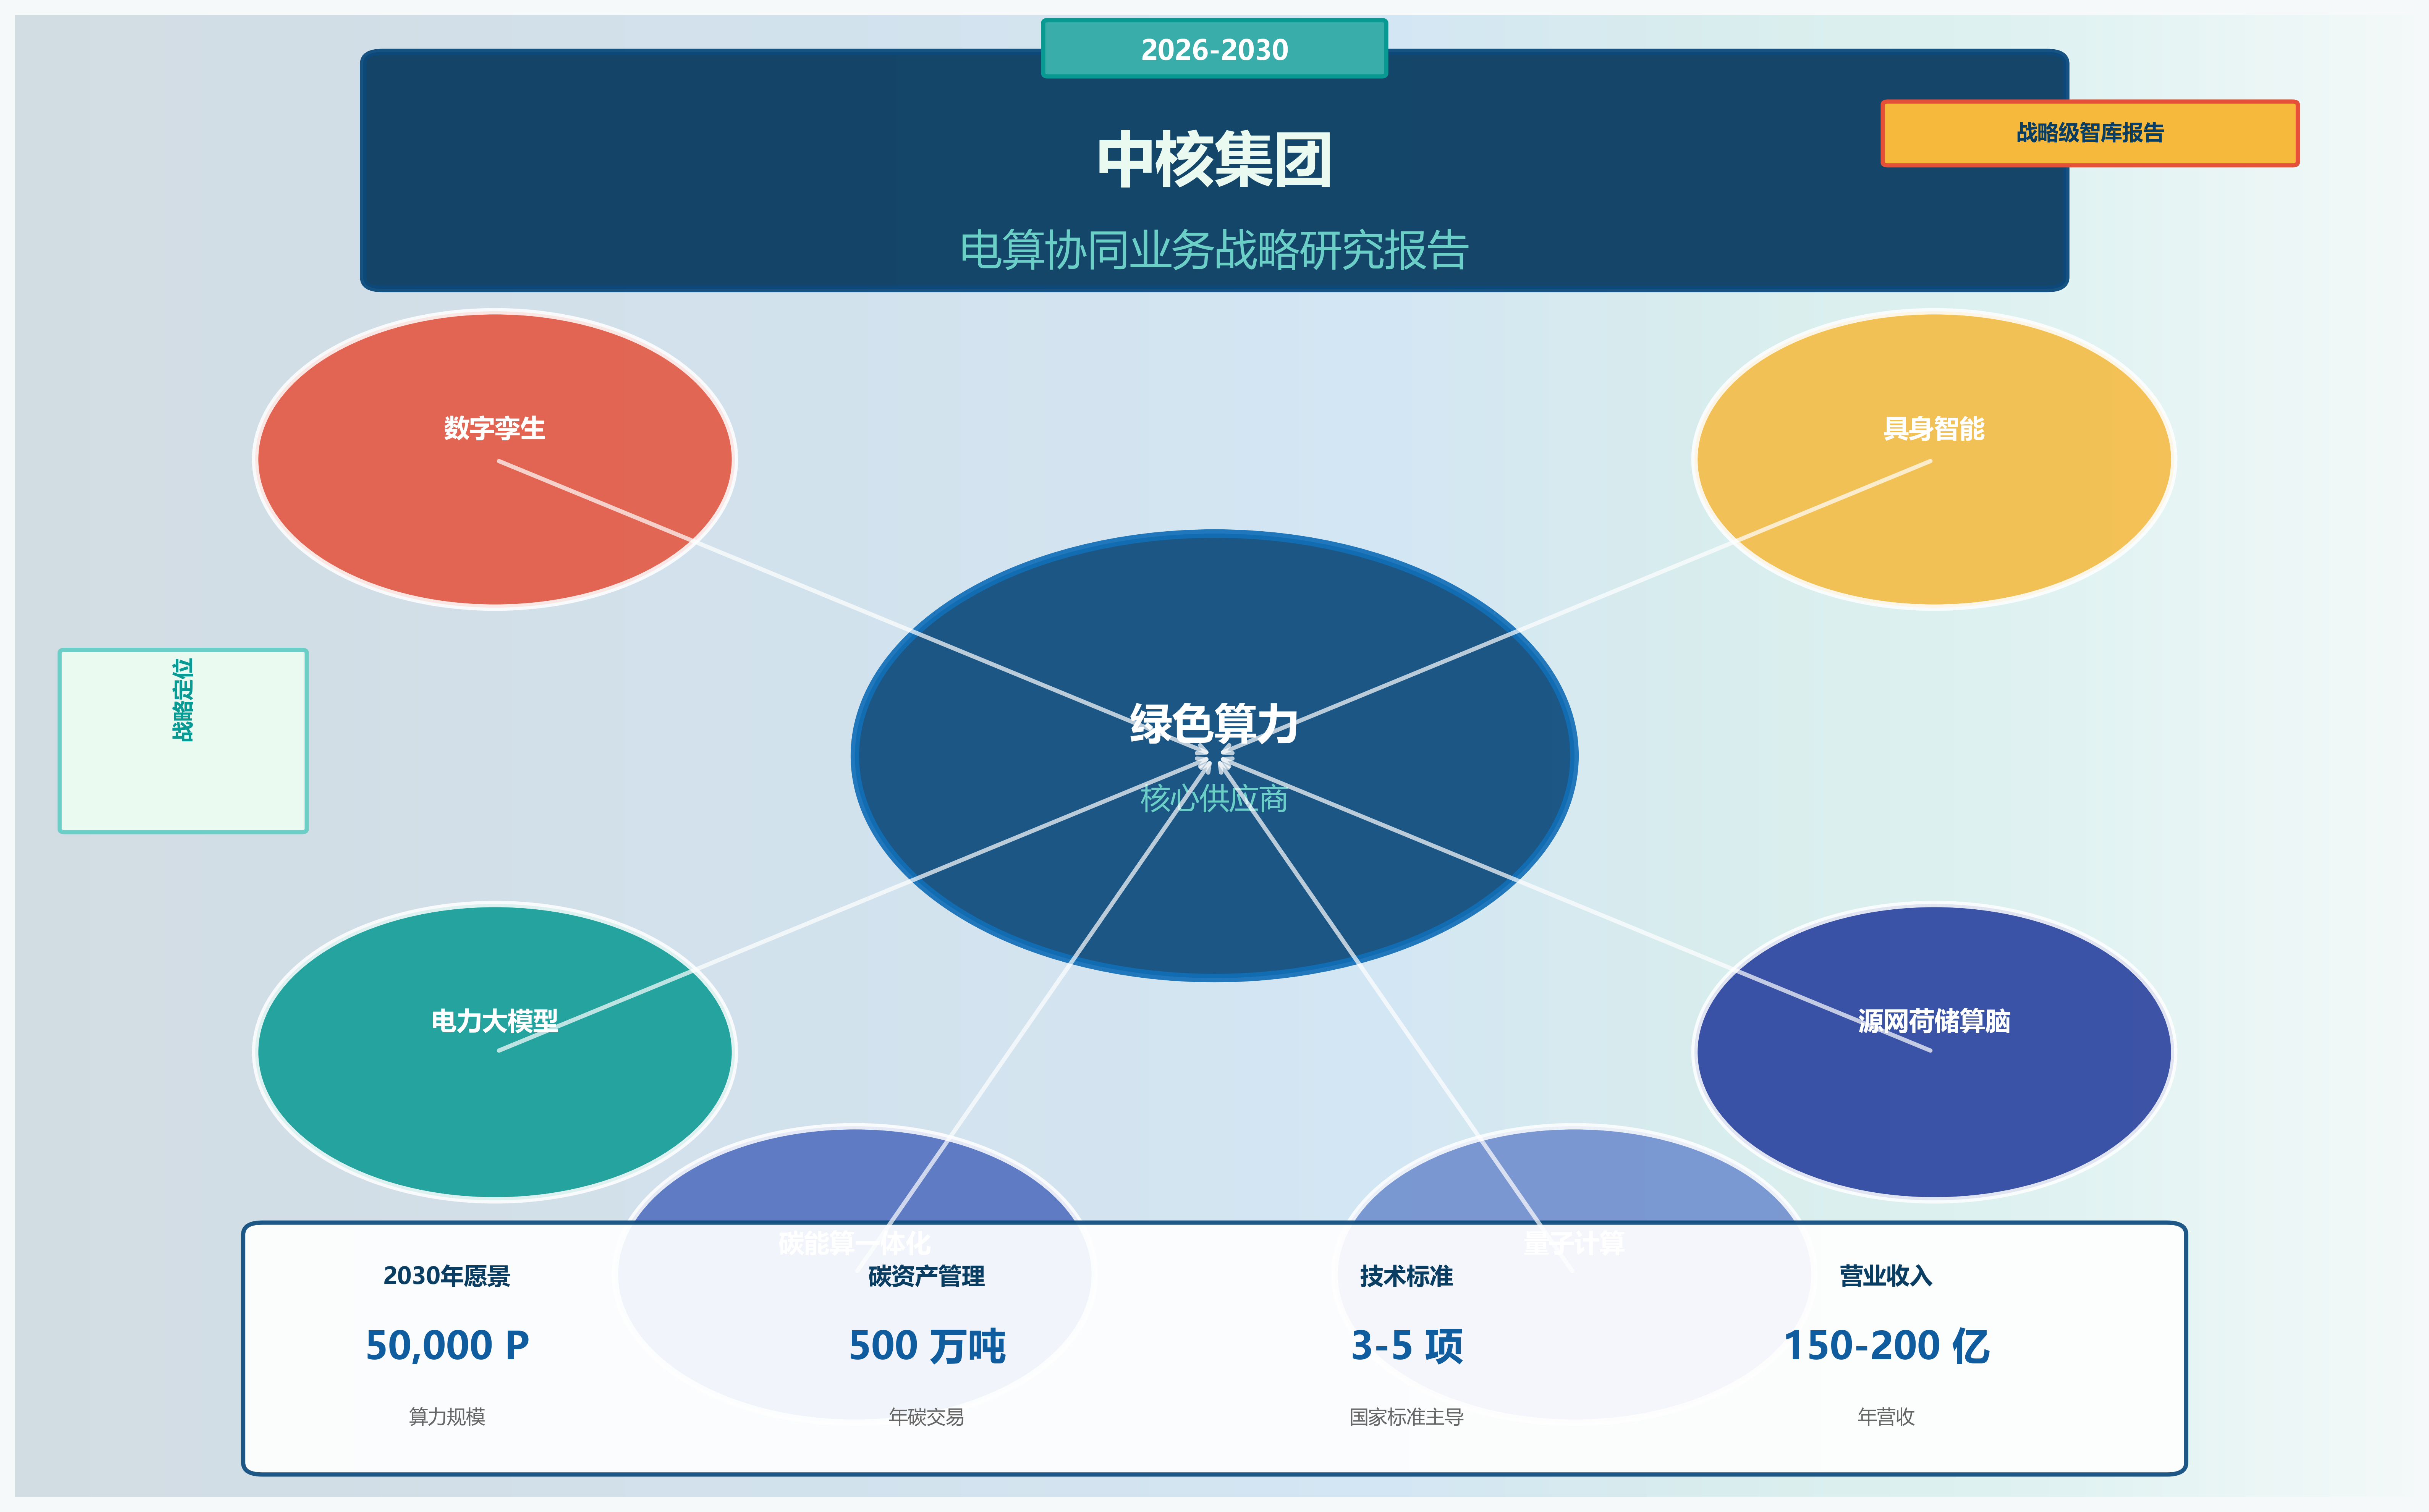 2026-2030
中核集团
电算协同业务战略研究报告
战略级智库报告
数字孪生
具身智能
绿色算力
核心供应商
战略定位
电力大模型
源网荷储算脑
碳能算一体化
量子计算
2030年愿景
50,000 P
算力规模
碳资产管理
500 万吨
年碳交易
技术标准
3-5 项
国家标准主导
营业收入
150-200 亿
年营收